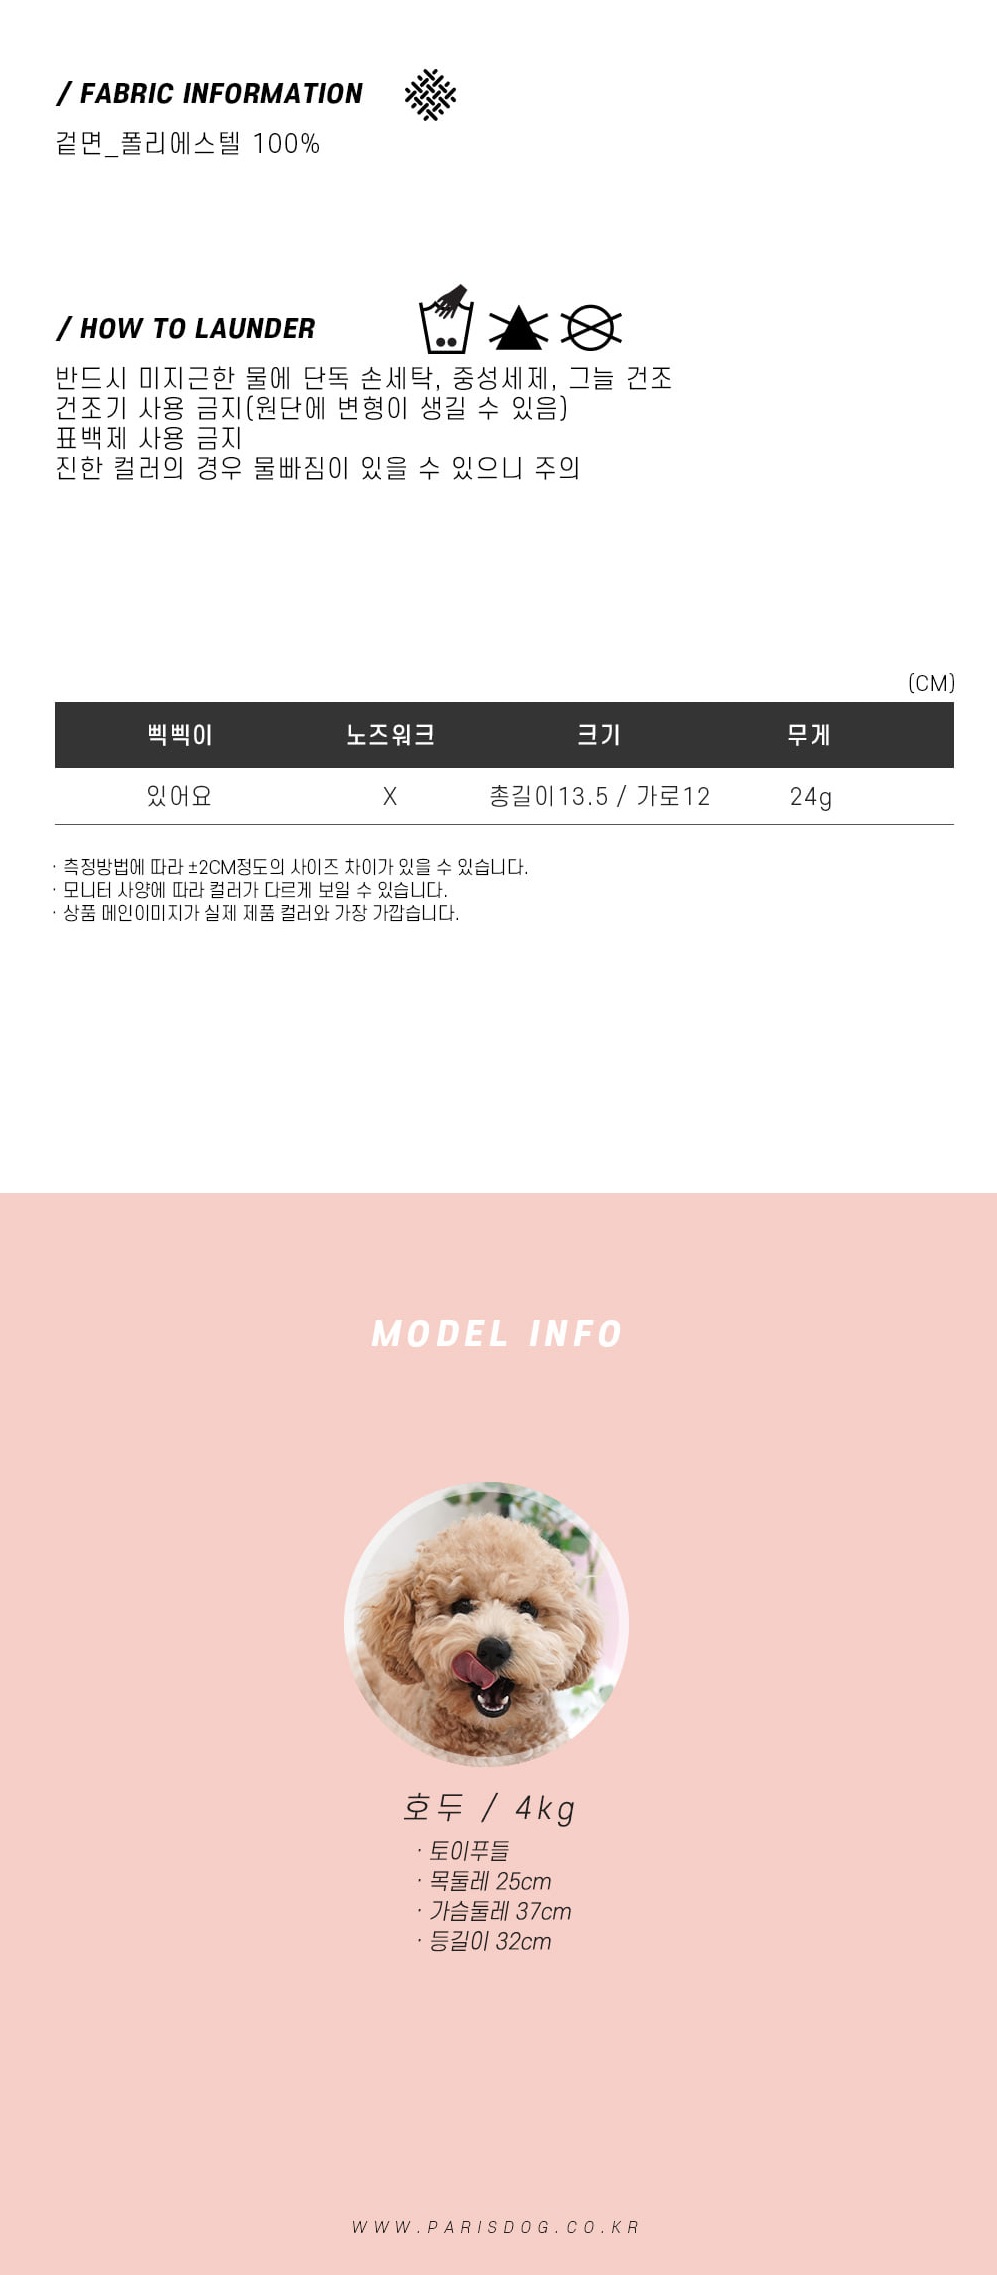 / FABRIC INFORMATION
겉면_폴리에스텔 100%
/ HOW TO LAUNDER
반드시 미지근한 물에 단독 손세탁, 중성세제, 그늘 건조
건조기 사용 금지(원단에 변형이 생길 수 있음)
표백제 사용 금지
진한 컬러의 경우 물빠짐이 있을 수 있으니 주의
(CM)
삑삑이 노즈워크 크기 무게
있어요 X 총길이13.5 / 가로12 24g
· 측정방법에 따라 ±2CM정도의 사이즈 차이가 있을 수 있습니다.
· 모니터 사양에 따라 컬러가 다르게 보일 수 있습니다.
· 상품 메인이미지가 실제 제품 컬러와 가장 가깝습니다.
MODEL INFO
호두 / 4kg
· 토이푸들
· 목둘레 25cm
· 가슴둘레 37cm
· 등길이 32cm
WWW.PARISDOG.CO.KR